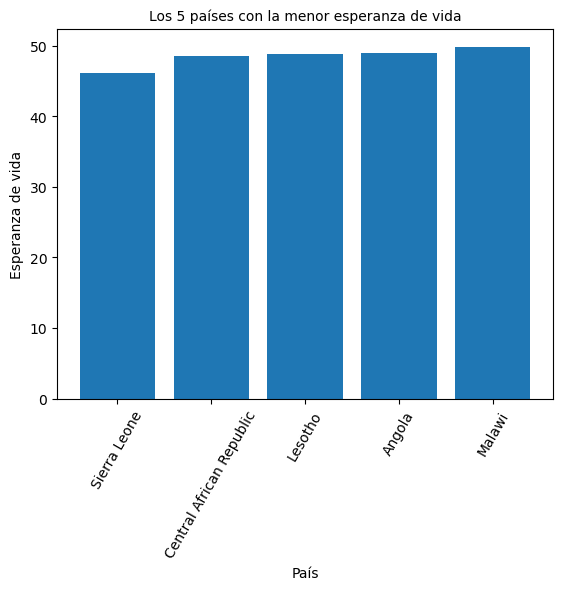 Los 5 países con la menor esperanza de vida
Esperanza de vida
50
40
30
20
10
0
Sierra Leone
Central African Republic
Lesotho
Angola
Malawi
País